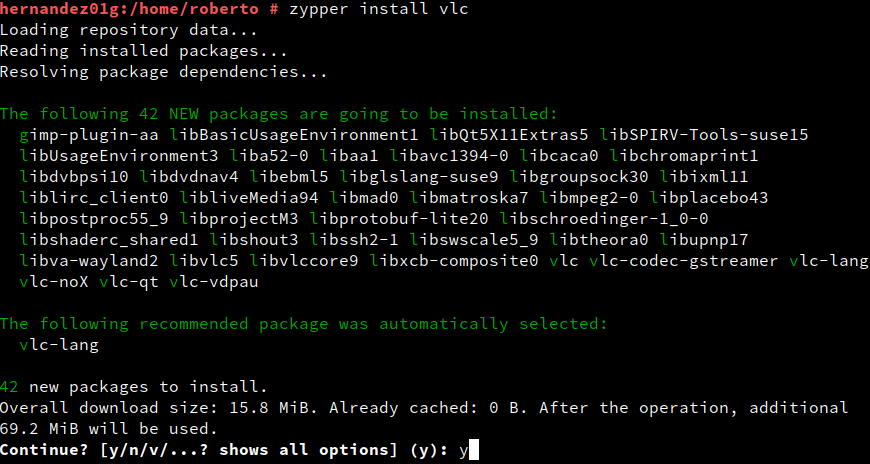 hernandez01g:/home/roberto # zypper install vlc
Loading repository data...
Reading installed packages...
Resolving package dependencies...
The following 42 NEW packages are going to be installed:
gimp-plugin-aa libBasicUsageEnvironment1 libQt5X11Extras5 libSPIRV-Tools-suse15
libUsageEnvironment3 liba52-0 libaa1 libavc1394-0 libcaca0 libchromaprint1
libdvbpsi10 libdvdnav4 libebml5 libglslang-suse9 libgroupsock30 libixml11
liblirc_client0 libliveMedia94 libmad0 libmatroska7 libmpeg2-0 libplacebo43
libpostproc55_9 libprojectM3 libprotobuf-lite20 libschroedinger-1_0-0
libshaderc_shared1 libshout3 libssh2-1 libswscale5_9 libtheora0 libupnp17
libva-wayland2 libvlc5 libvlccore9 libxcb-composite0 vlc vlc-codec-gstreamer vlc-lang
vlc-noX vlc-qt vlc-vdpau
The following recommended package was automatically selected:
vlc-lang
42 new packages to install.
Overall download size: 15.8 MiB. Already cached: 0 B. After the operation, additional
69.2 MiB will be used.
Continue? [y/n/v/...? shows all options] (y): y